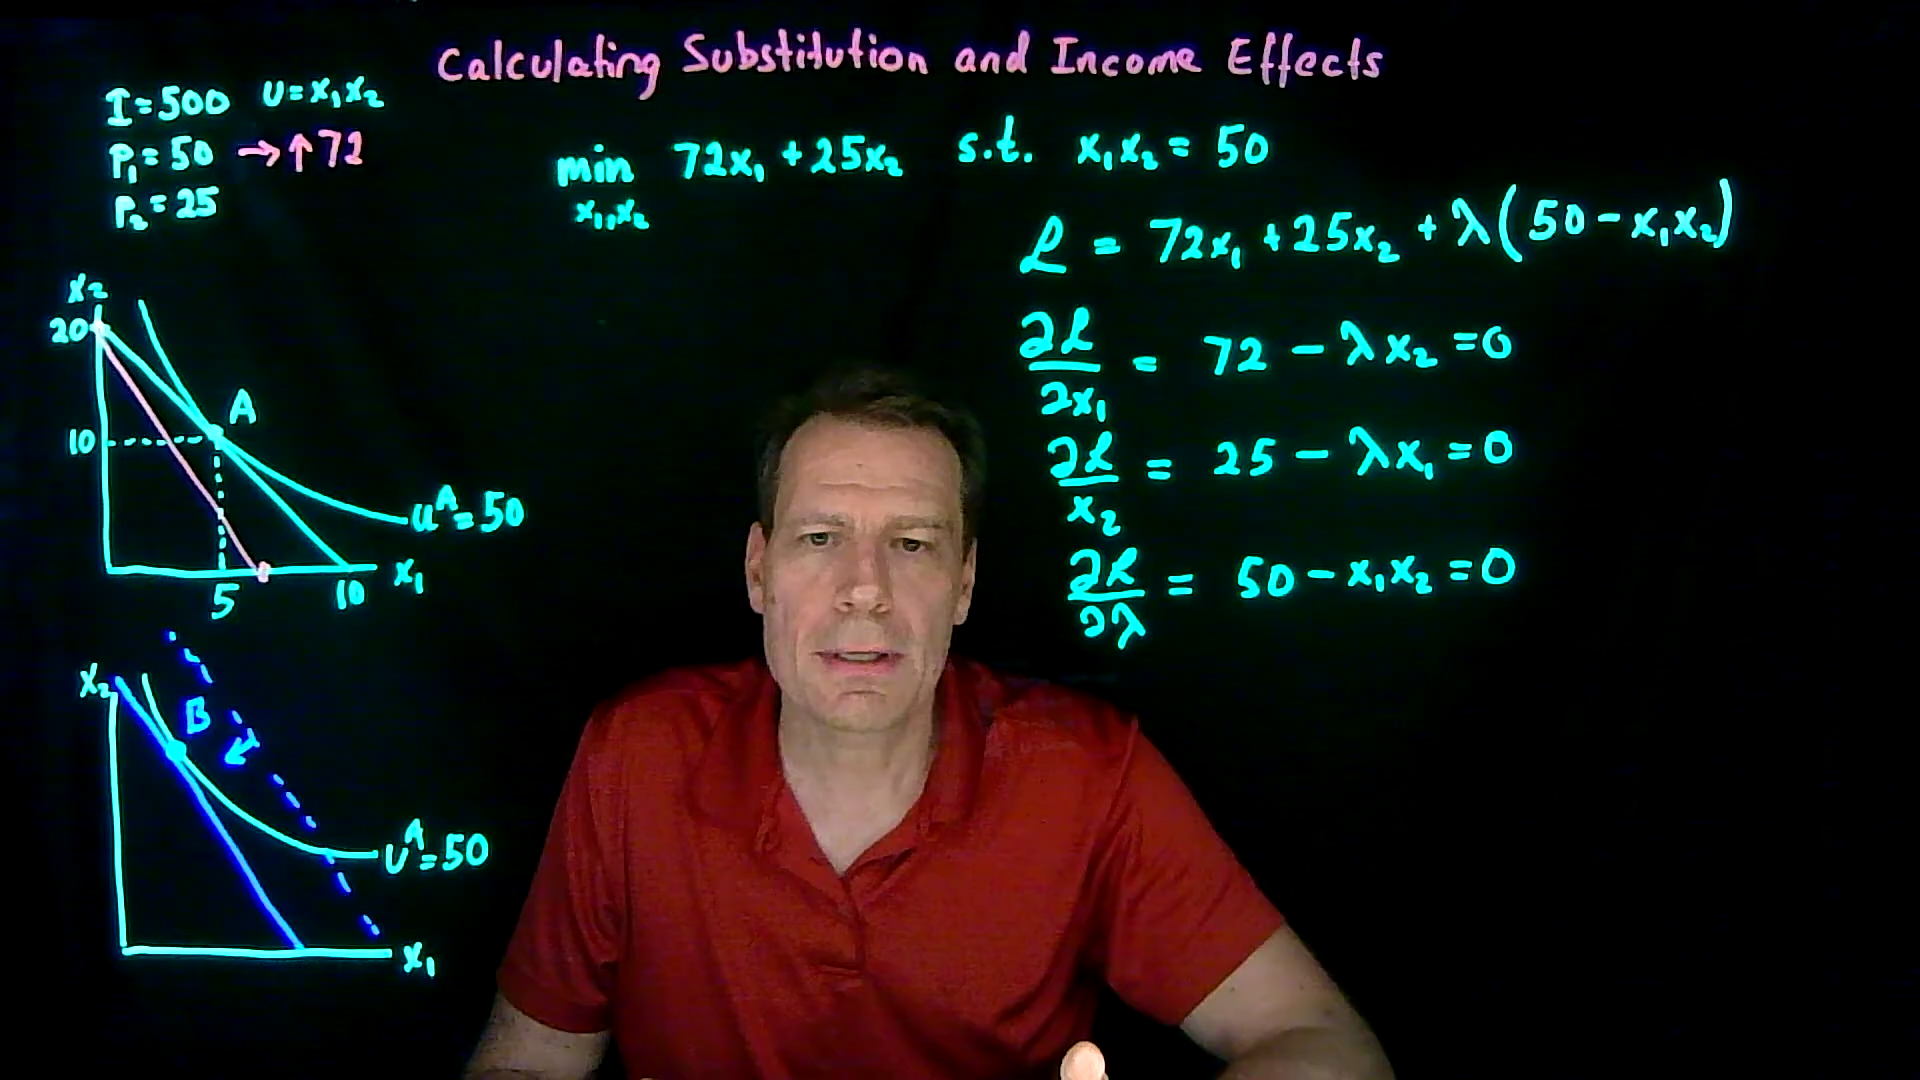 Calculating Substitution and Income Effects
I = 500 U = x₁x₂
P₁ = 50 → ↑ 72
P₂ = 25
min 72x₁ + 25x₂ s.t. x₁x₂ = 50
x₁,x₂
ℒ = 72x₁ + 25x₂ + λ(50 - x₁x₂)
∂ℒ/∂x₁ = 72 - λx₂ = 0
∂ℒ/x₂ = 25 - λx₁ = 0
∂ℒ/∂λ = 50 - x₁x₂ = 0
x₂
20
A
10
uᴬ = 50
5
10
x₁
x₂
B
Uᴬ = 50
x₁